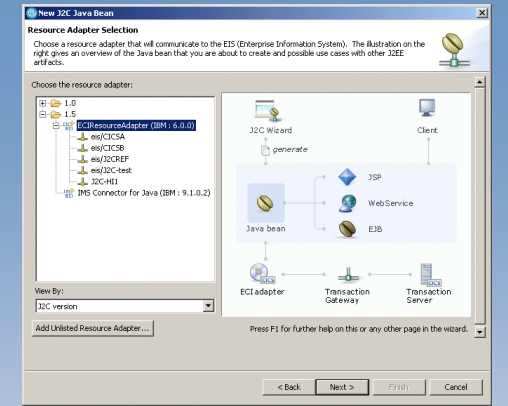 New J2C Java Bean
Resource Adapter Selection
Choose a resource adapter that will communicate to the EIS (Enterprise Information System). The illustration on the
right gives an overview of the Java bean that you are about to create and possible use cases with other J2EE
artifacts.
Choose the resource adapter:
1.0
1.5
ECIResourceAdapter (IBM : 6.0.0)
eis/CICSA
eis/CICSB
eis/J2CREF
eis/J2C-test
J2C-HI1
IMS Connector for Java (IBM : 9.1.0.2)
View By:
J2C version
Add Unlisted Resource Adapter...
J2C Wizard
Client
generate
JSP
WebService
EJB
Java bean
CICS
ECI adapter
Transaction
Gateway
CICS
Transaction
Server
Press F1 for further help on this or any other page in the wizard.
< Back
Next >
Finish
Cancel